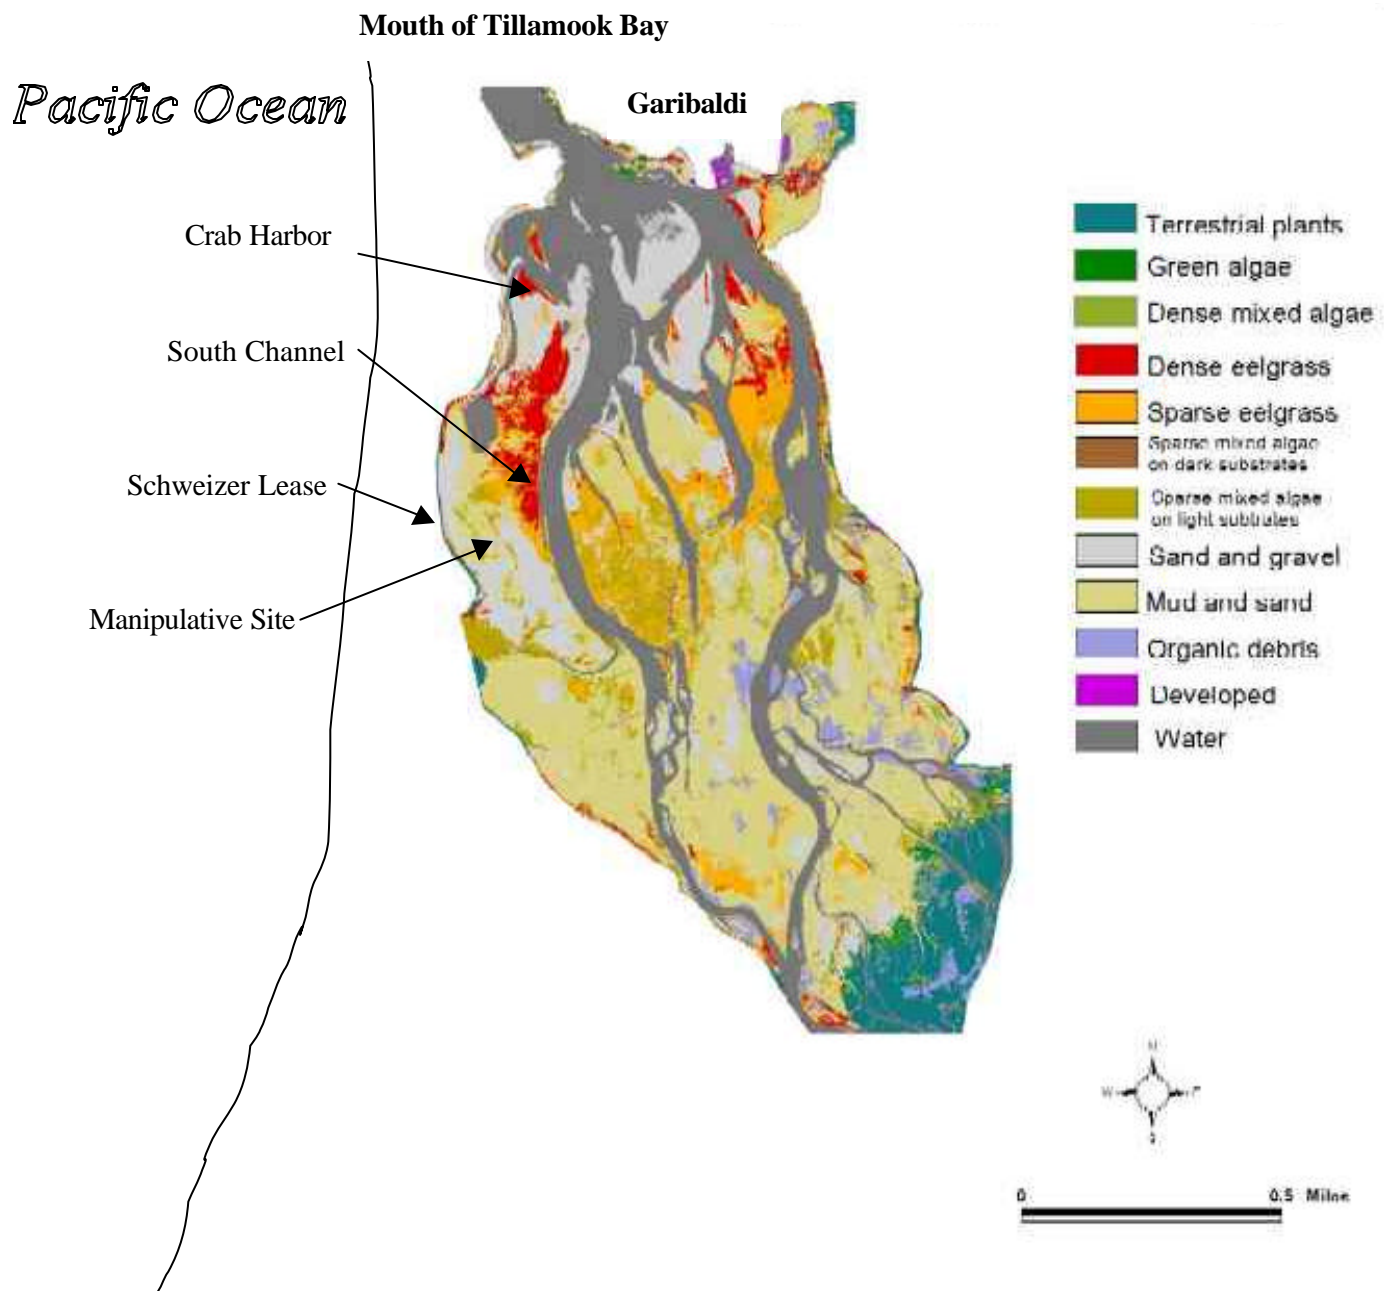 Mouth of Tillamook Bay
Pacific Ocean
Garibaldi
Crab Harbor
South Channel
Schweizer Lease
Manipulative Site
Terrestrial plants
Green algae
Dense mixed algae
Dense eelgrass
Sparse eelgrass
Sparse mixed algae
on dark substrates
Sparse mixed algae
on light subtrates
Sand and gravel
Mud and sand
Organic debris
Developed
Water
N
W
S
0 0.5 Miles